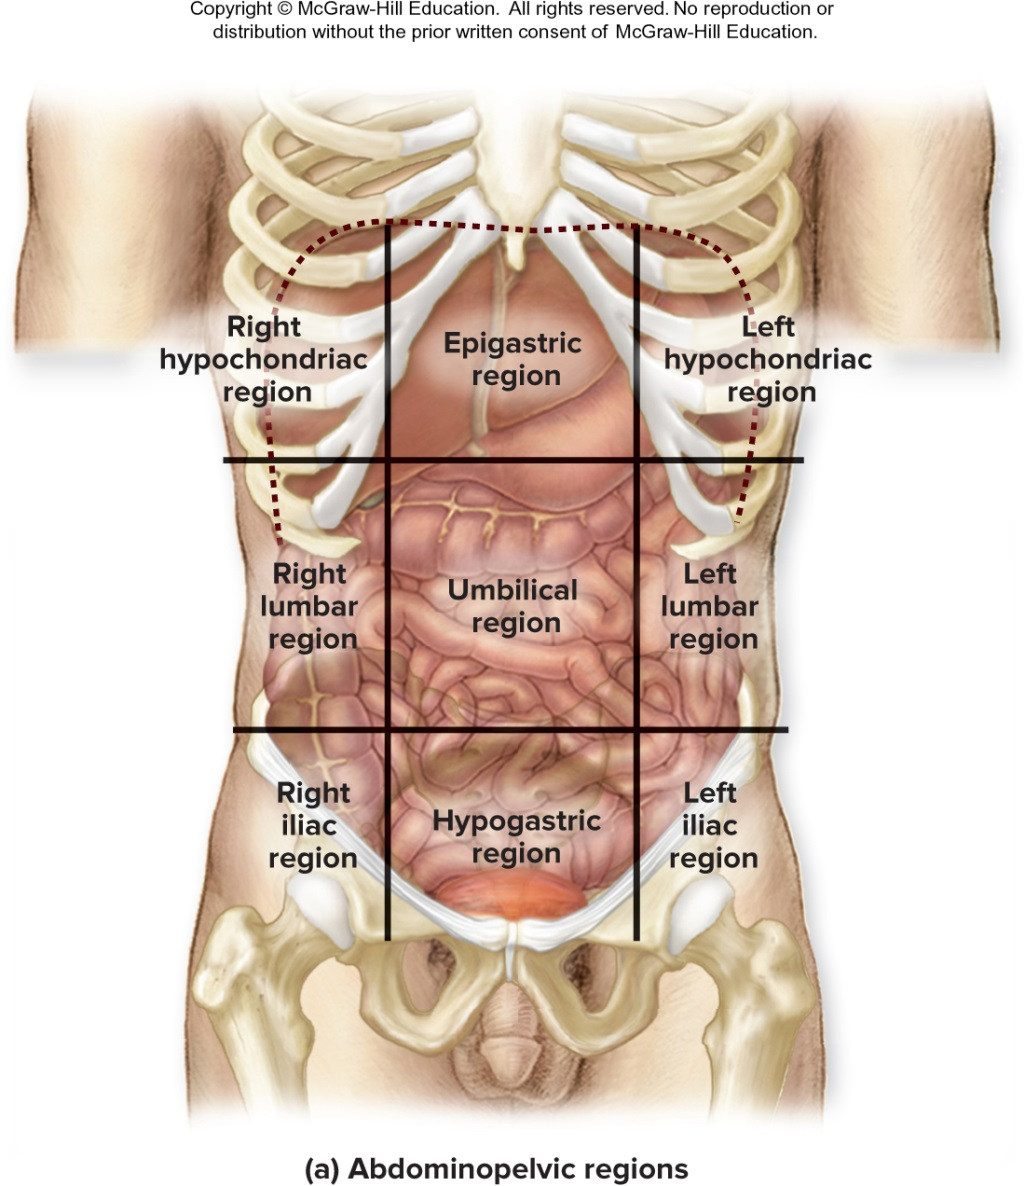 Copyright © McGraw-Hill Education. All rights reserved. No reproduction or
distribution without the prior written consent of McGraw-Hill Education.
Right
hypochondriac
region
Epigastric
region
Left
hypochondriac
region
Right
lumbar
region
Umbilical
region
Left
lumbar
region
Right
iliac
region
Hypogastric
region
Left
iliac
region
(a) Abdominopelvic regions